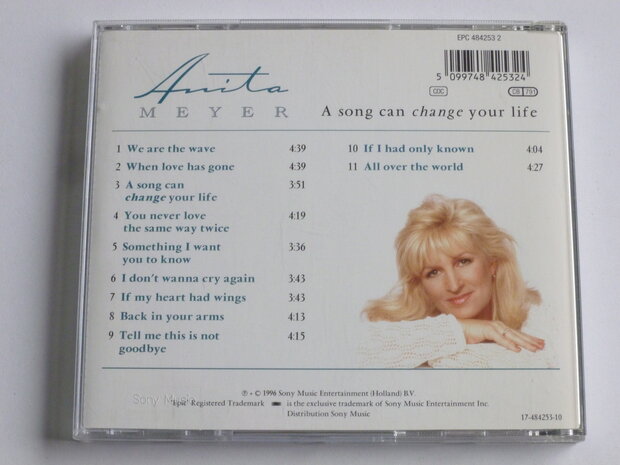 EPC 484253 2
5 099748 425324
CDC CB 791
Anita
MEYER
A song can change your life
1 We are the wave 4:39
2 When love has gone 4:39
3 A song can 3:51
change your life
4 You never love 4:19
the same way twice
5 Something I want 3:36
you to know
6 I don't wanna cry again 3:43
7 If my heart had wings 3:43
8 Back in your arms 4:13
9 Tell me this is not 4:15
goodbye
10 If I had only known 4:04
11 All over the world 4:27
℗ + © 1996 Sony Music Entertainment (Holland) B.V.
Sony Music
"Epic" Registered Trademark is the exclusive trademark of Sony Music Entertainment Inc.
Distribution Sony Music
17-484253-10